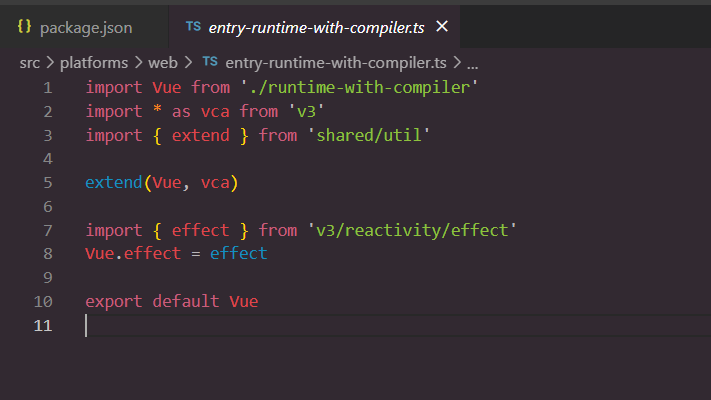 {} package.json TS entry-runtime-with-compiler.ts ×
src > platforms > web > TS entry-runtime-with-compiler.ts > ...
1 import Vue from './runtime-with-compiler'
2 import * as vca from 'v3'
3 import { extend } from 'shared/util'
4
5 extend(Vue, vca)
6
7 import { effect } from 'v3/reactivity/effect'
8 Vue.effect = effect
9
10 export default Vue
11